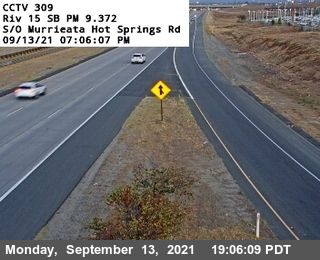 CCTV 309
Riv 15 SB PM 9.372
S/O Murrieata Hot Springs Rd
09/13/21 07:06:07 PM
Monday, September 13, 2021 19:06:09 PDT